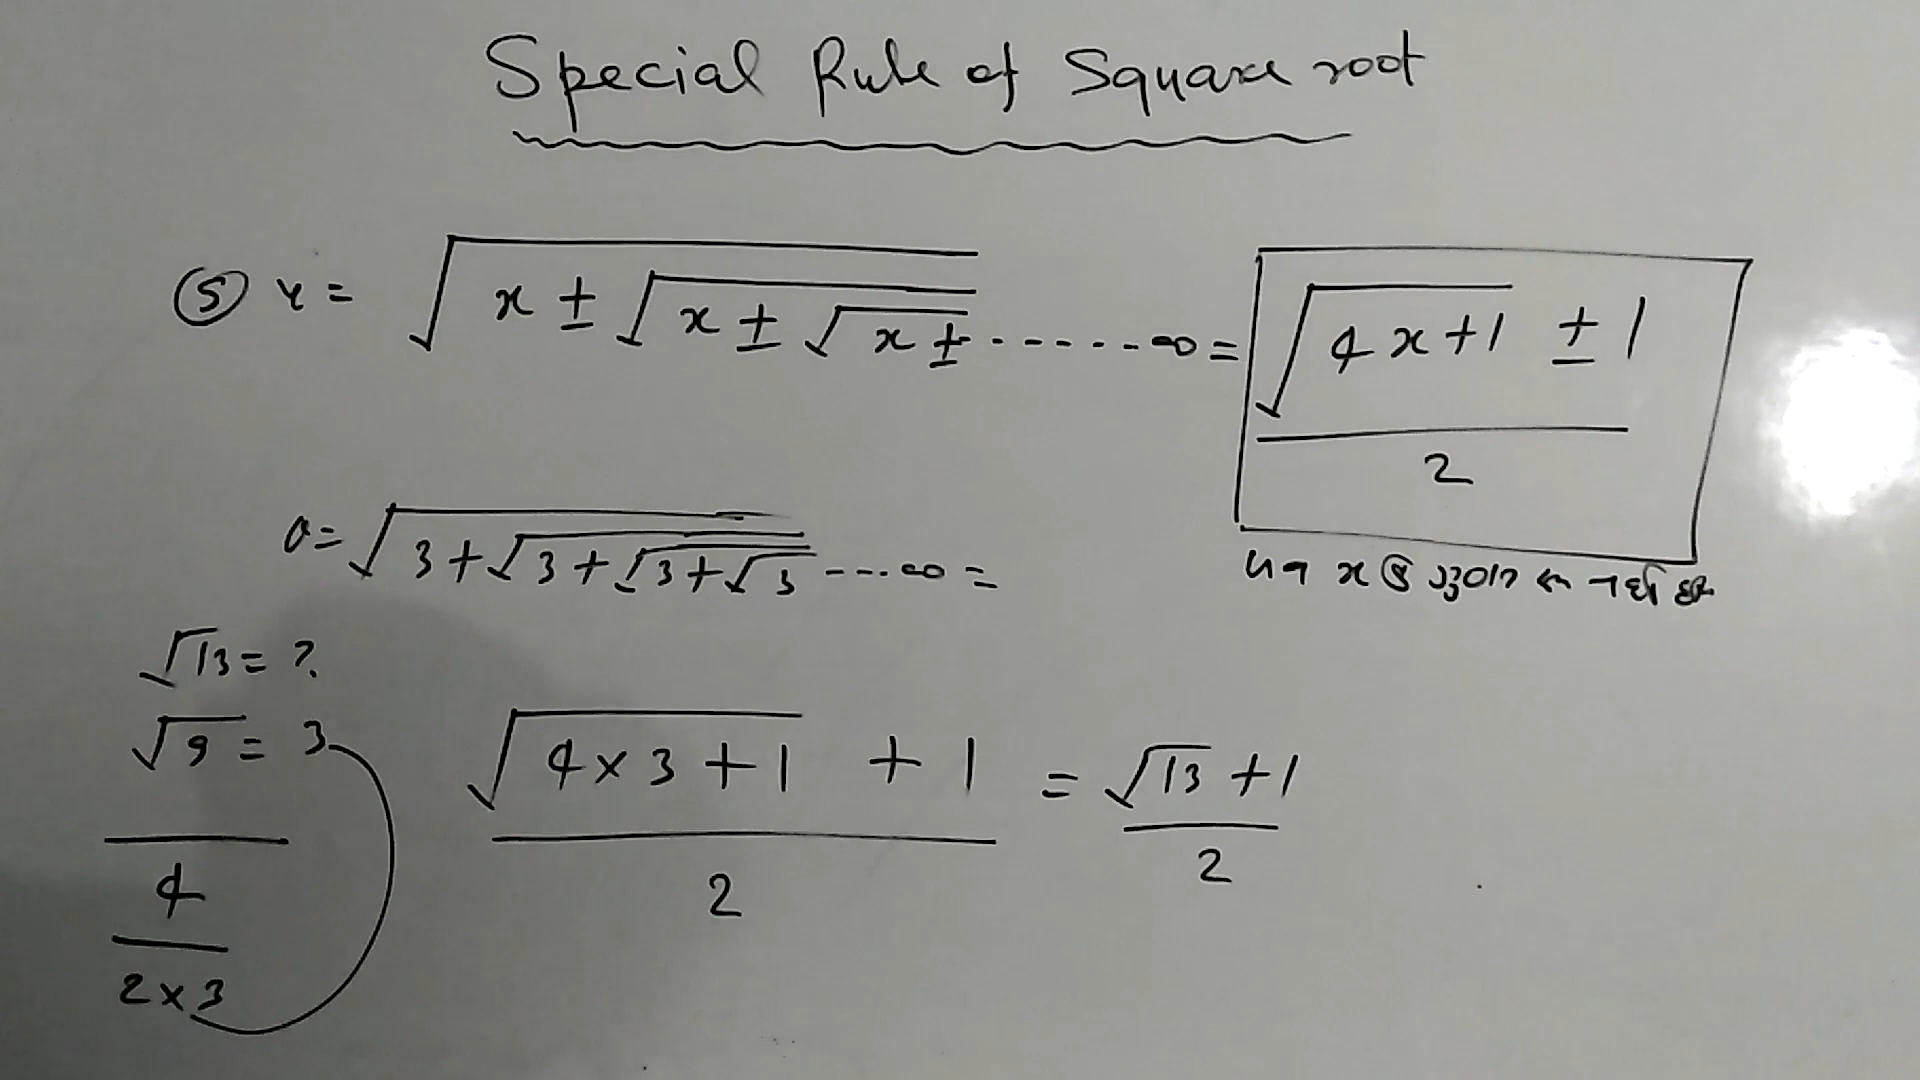 Special Rule of Square root
⑤ x = √(x ± √(x ± √(x ± ------∞ = (√(4x+1) ± 1)/2
0= √(3+√(3+√(3+√3 ---.∞ =
x
√13 = ?
√9 = 3
4/(2×3)
(√(4×3+1) + 1)/2 = (√13 + 1)/2